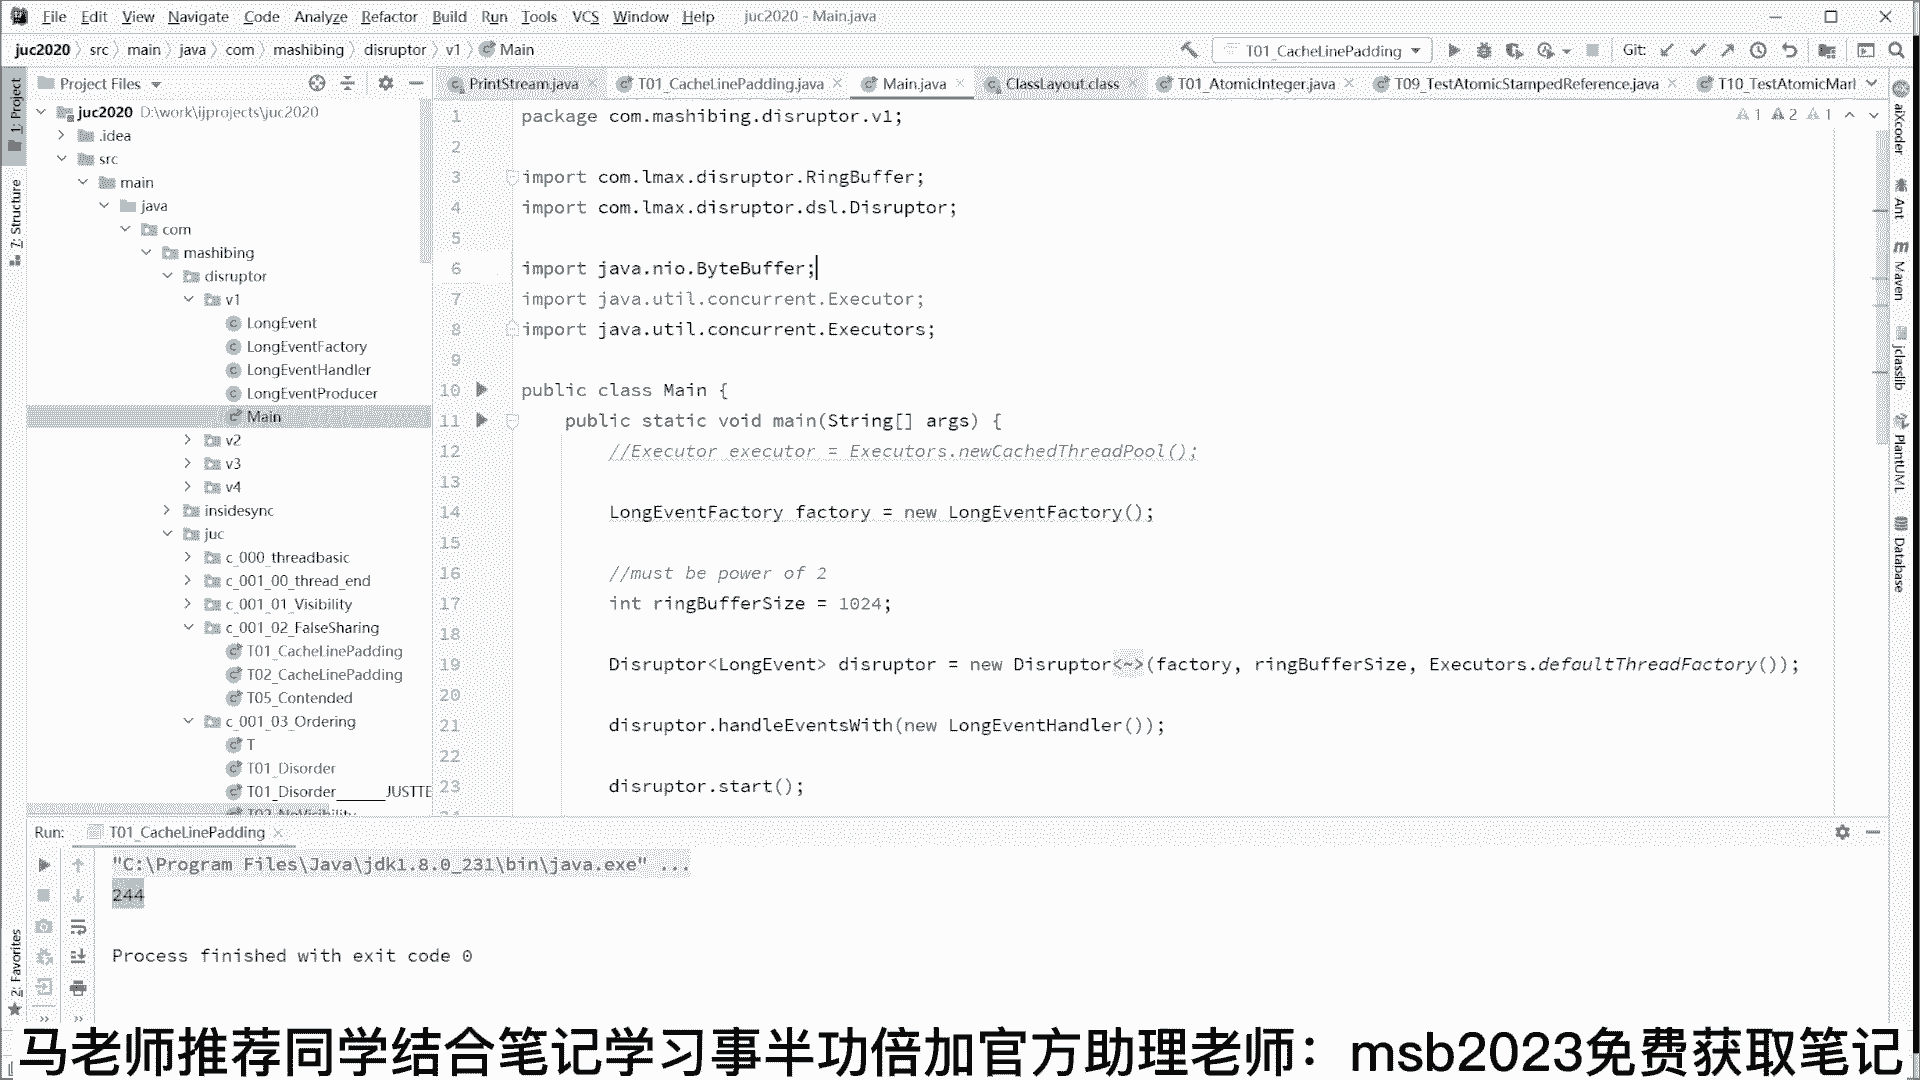 File Edit View Navigate Code Analyze Refactor Build Run Tools VCS Window Help juc2020 - Main.java
juc2020 src main java com mashibing disruptor v1 Main
T01_CacheLinePadding
Git:
Project Files
PrintStream.java T01_CacheLinePadding.java Main.java ClassLayout.class T01_AtomicInteger.java T09_TestAtomicStampedReference.java T10_TestAtomicMarl
1: Project
7: Structure
2: Favorites
juc2020 D:\work\ijprojects\juc2020
.idea
src
main
java
com
mashibing
disruptor
v1
LongEvent
LongEventFactory
LongEventHandler
LongEventProducer
Main
v2
v3
v4
insidesync
juc
c_000_threadbasic
c_001_00_thread_end
c_001_01_Visibility
c_001_02_FalseSharing
T01_CacheLinePadding
T02_CacheLinePadding
T05_Contended
c_001_03_Ordering
T
T01_Disorder
T01_Disorder______JUSTTE
1 package com.mashibing.disruptor.v1;
2
3 import com.lmax.disruptor.RingBuffer;
4 import com.lmax.disruptor.dsl.Disruptor;
5
6 import java.nio.ByteBuffer;
7 import java.util.concurrent.Executor;
8 import java.util.concurrent.Executors;
9
10 public class Main {
11 public static void main(String[] args) {
12 //Executor executor = Executors.newCachedThreadPool();
13
14 LongEventFactory factory = new LongEventFactory();
15
16 //must be power of 2
17 int ringBufferSize = 1024;
18
19 Disruptor<LongEvent> disruptor = new Disruptor<~>(factory, ringBufferSize, Executors.defaultThreadFactory());
20
21 disruptor.handleEventsWith(new LongEventHandler());
22
23 disruptor.start();
1 2 1
aiXcoder
Ant
Maven
jclasslib
PlantUML
Database
Run: T01_CacheLinePadding
"C:\Program Files\Java\jdk1.8.0_231\bin\java.exe" ...
244
Process finished with exit code 0
马老师推荐同学结合笔记学习事半功倍加官方助理老师：msb2023免费获取笔记